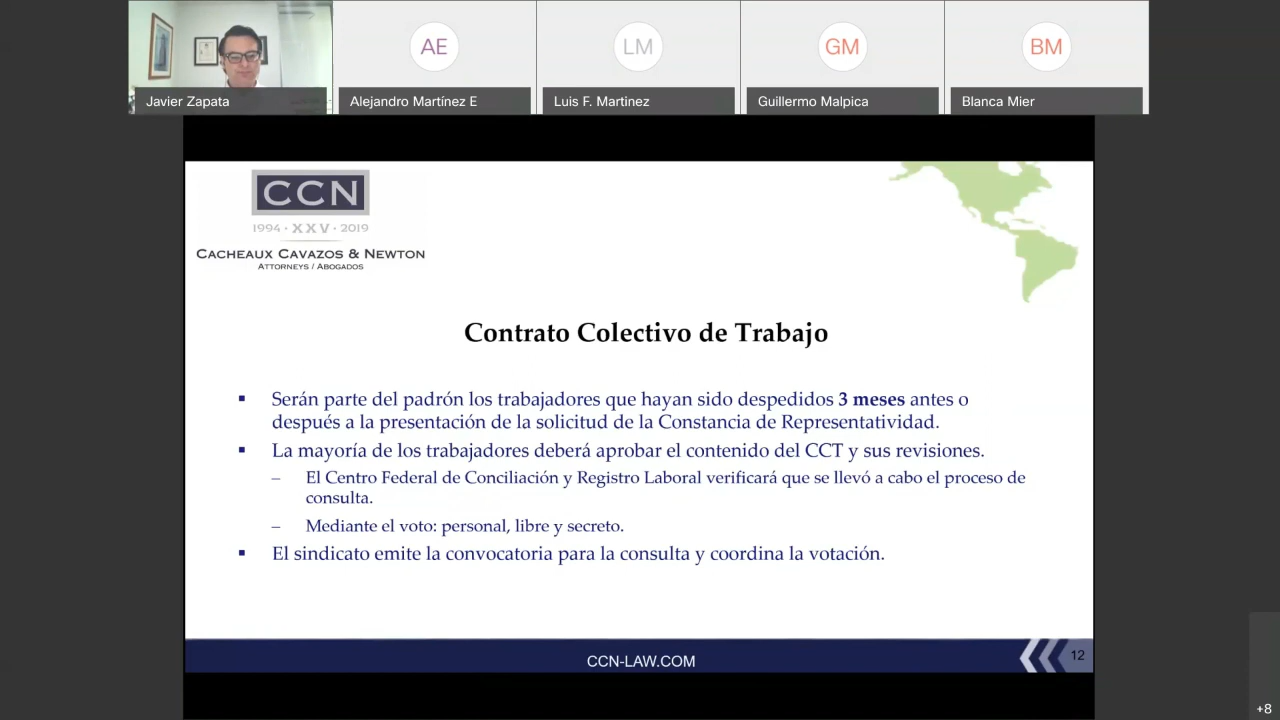 AE
LM
GM
BM
Javier Zapata
Alejandro Martínez E
Luis F. Martinez
Guillermo Malpica
Blanca Mier
CCN
1994 · XXV · 2019
CACHEAUX CAVAZOS & NEWTON
ATTORNEYS / ABOGADOS
Contrato Colectivo de Trabajo
▪ Serán parte del padrón los trabajadores que hayan sido despedidos 3 meses antes o
después a la presentación de la solicitud de la Constancia de Representatividad.
▪ La mayoría de los trabajadores deberá aprobar el contenido del CCT y sus revisiones.
– El Centro Federal de Conciliación y Registro Laboral verificará que se llevó a cabo el proceso de
consulta.
– Mediante el voto: personal, libre y secreto.
▪ El sindicato emite la convocatoria para la consulta y coordina la votación.
CCN-LAW.COM
12
+8